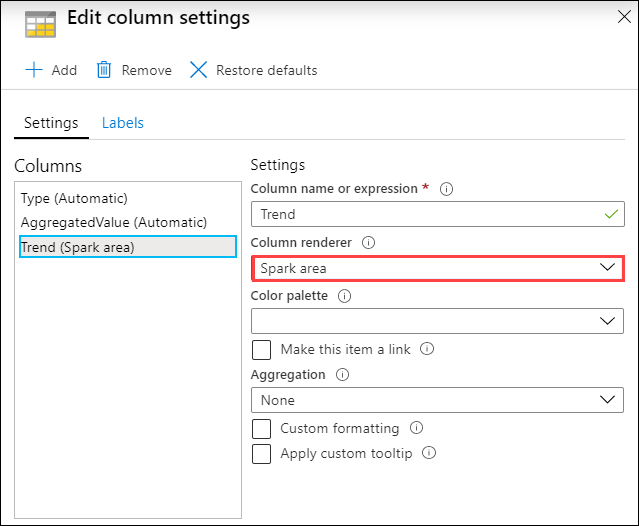 Edit column settings
Add
Remove
Restore defaults
Settings
Labels
Columns
Type (Automatic)
AggregatedValue (Automatic)
Trend (Spark area)
Settings
Column name or expression *
Trend
Column renderer
Spark area
Color palette
Make this item a link
Aggregation
None
Custom formatting
Apply custom tooltip